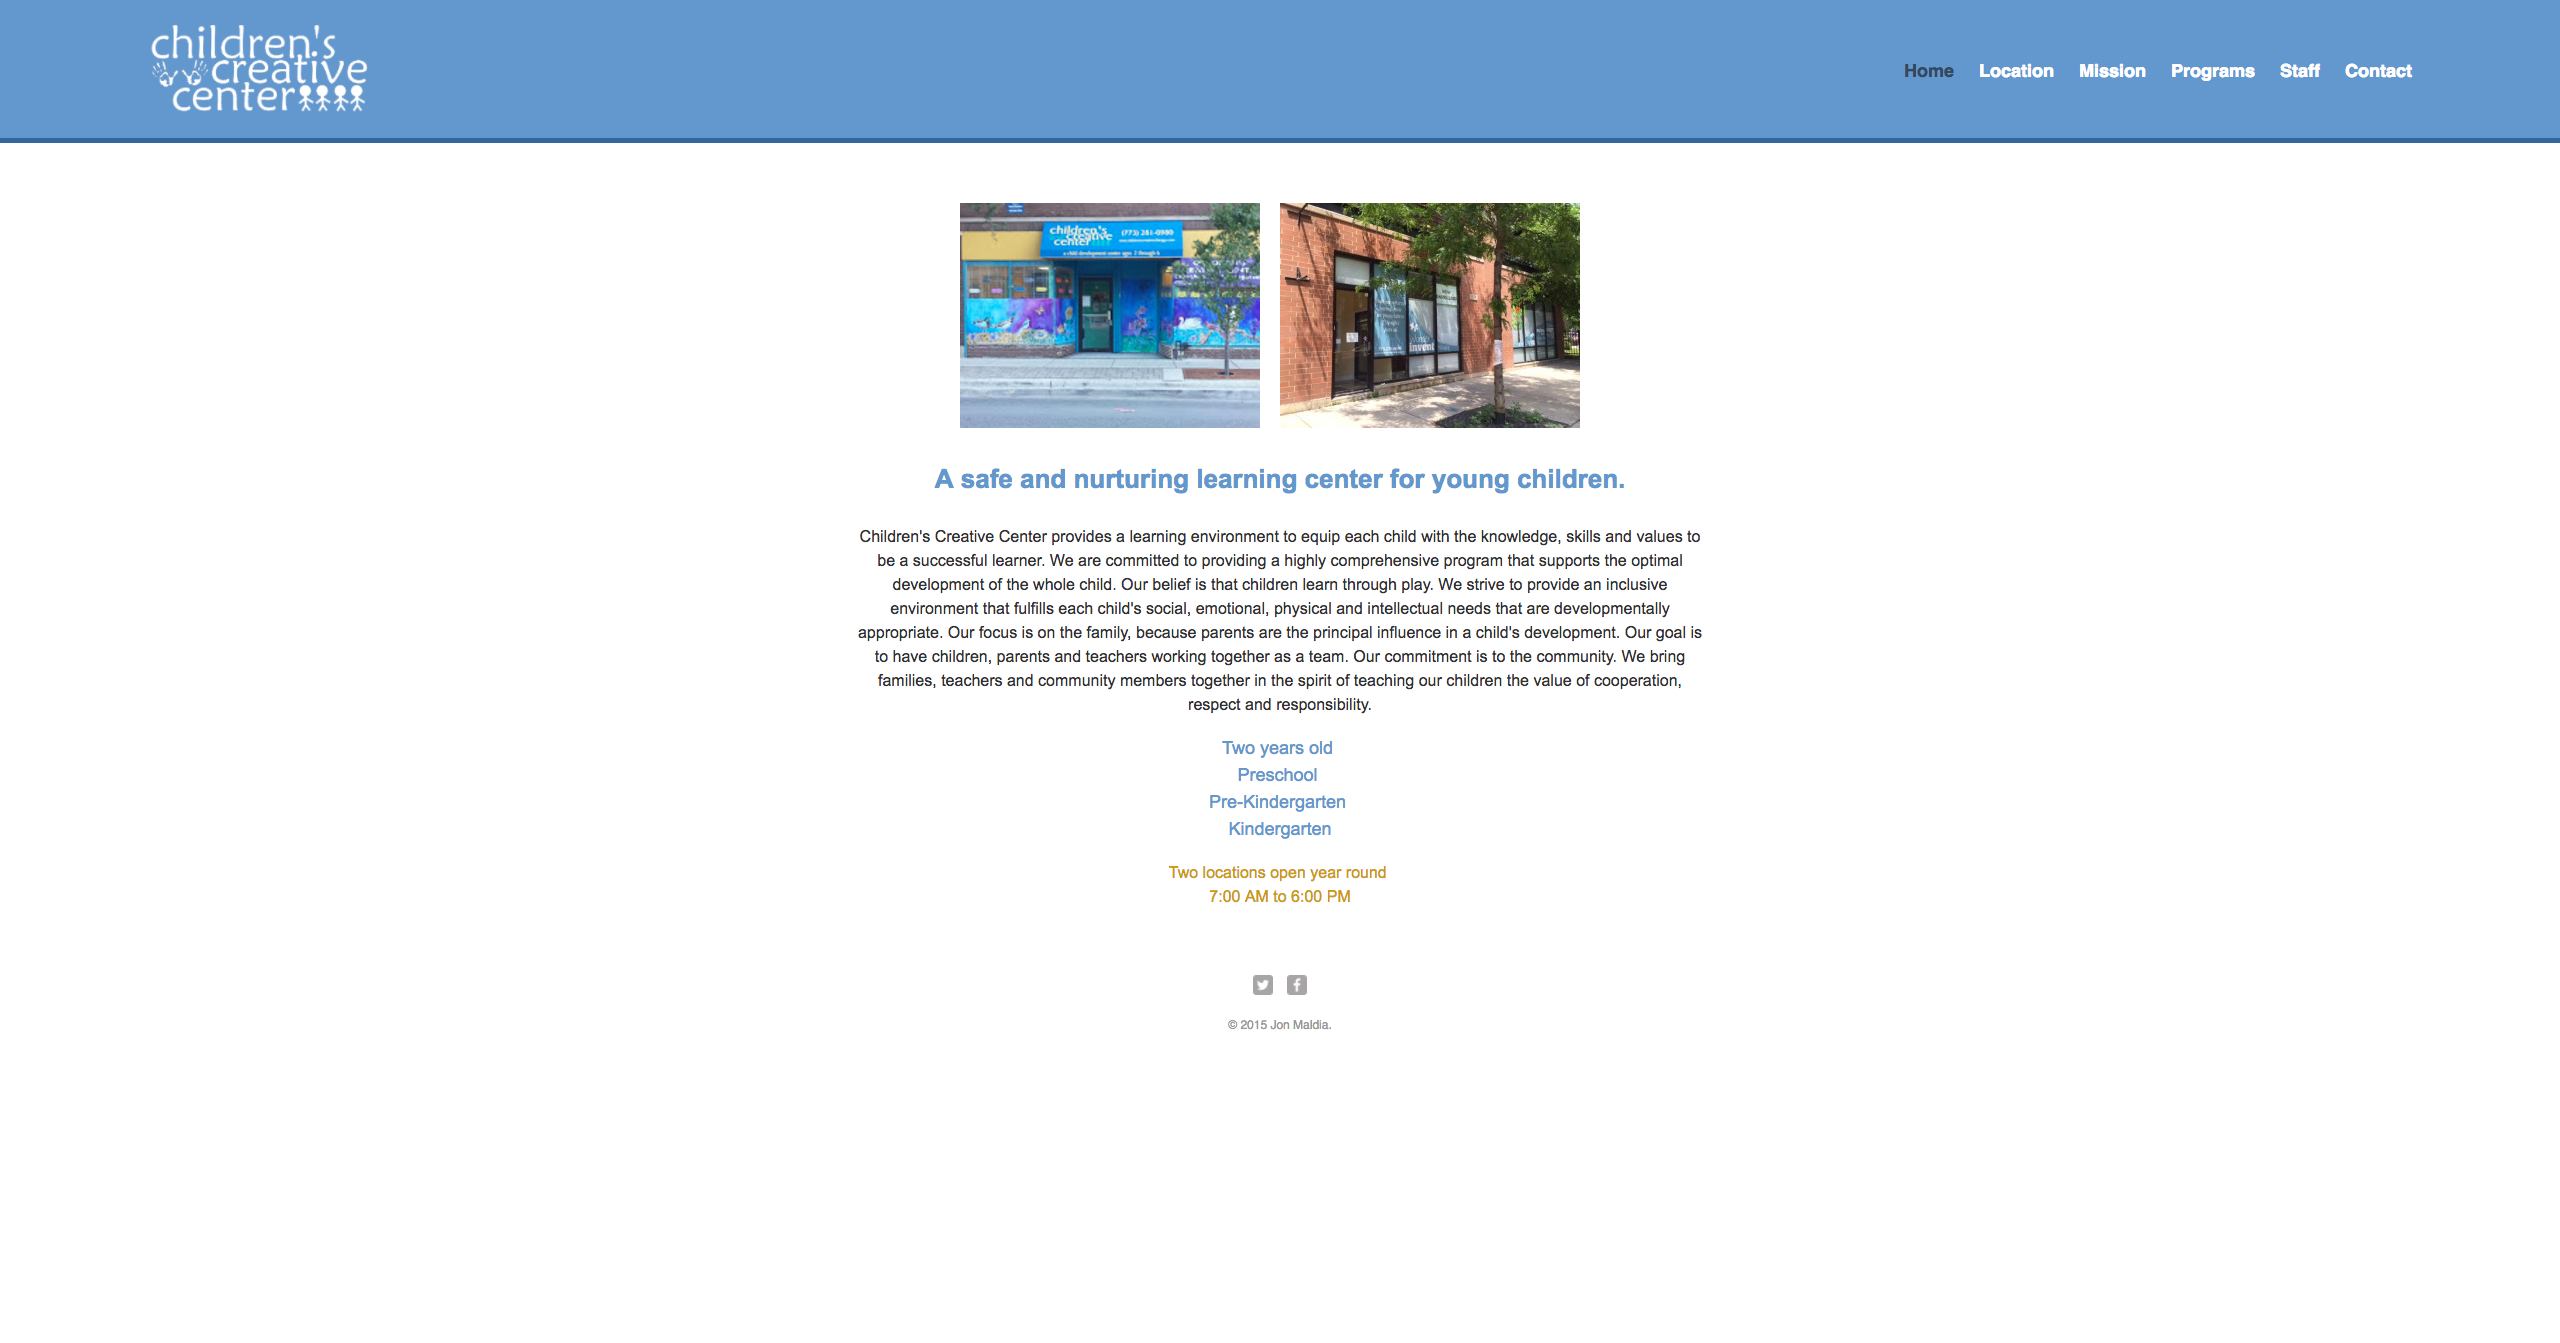 children's
creative
center
Home Location Mission Programs Staff Contact
children's
creative
center
(773) 281-0980
invent
A safe and nurturing learning center for young children.
Children's Creative Center provides a learning environment to equip each child with the knowledge, skills and values to
be a successful learner. We are committed to providing a highly comprehensive program that supports the optimal
development of the whole child. Our belief is that children learn through play. We strive to provide an inclusive
environment that fulfills each child's social, emotional, physical and intellectual needs that are developmentally
appropriate. Our focus is on the family, because parents are the principal influence in a child's development. Our goal is
to have children, parents and teachers working together as a team. Our commitment is to the community. We bring
families, teachers and community members together in the spirit of teaching our children the value of cooperation,
respect and responsibility.
Two years old
Preschool
Pre-Kindergarten
Kindergarten
Two locations open year round
7:00 AM to 6:00 PM
© 2015 Jon Maldia.